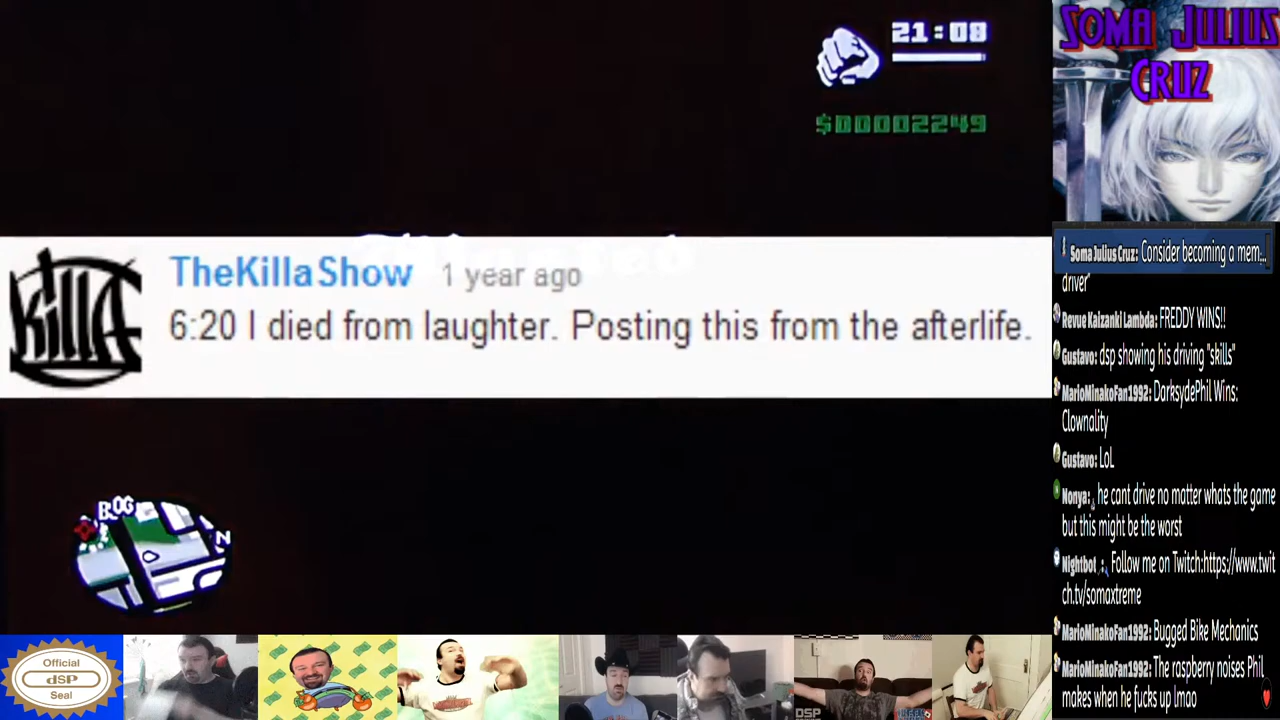 21:08
$00002249
TheKillaShow 1 year ago
6:20 I died from laughter. Posting this from the afterlife.
killA
B
OG
N
Official
dSP
Seal
DSP
SOMA JULIUS
CRUZ
Soma Julius Cruz: Consider becoming a mem...
driver"
Revue Kaizanki Lambda: FREDDY WINS!!
Gustavo: dsp showing his driving "skills"
MarioMinakoFan1992: DarksydePhil Wins:
Clownality
Gustavo: LoL
Nonya: he cant drive no matter whats the game
but this might be the worst
Nightbot : Follow me on Twitch:https://www.twit
ch.tv/somaxtreme
MarioMinakoFan1992: Bugged Bike Mechanics
MarioMinakoFan1992: The raspberry noises Phil
makes when he fucks up lmao